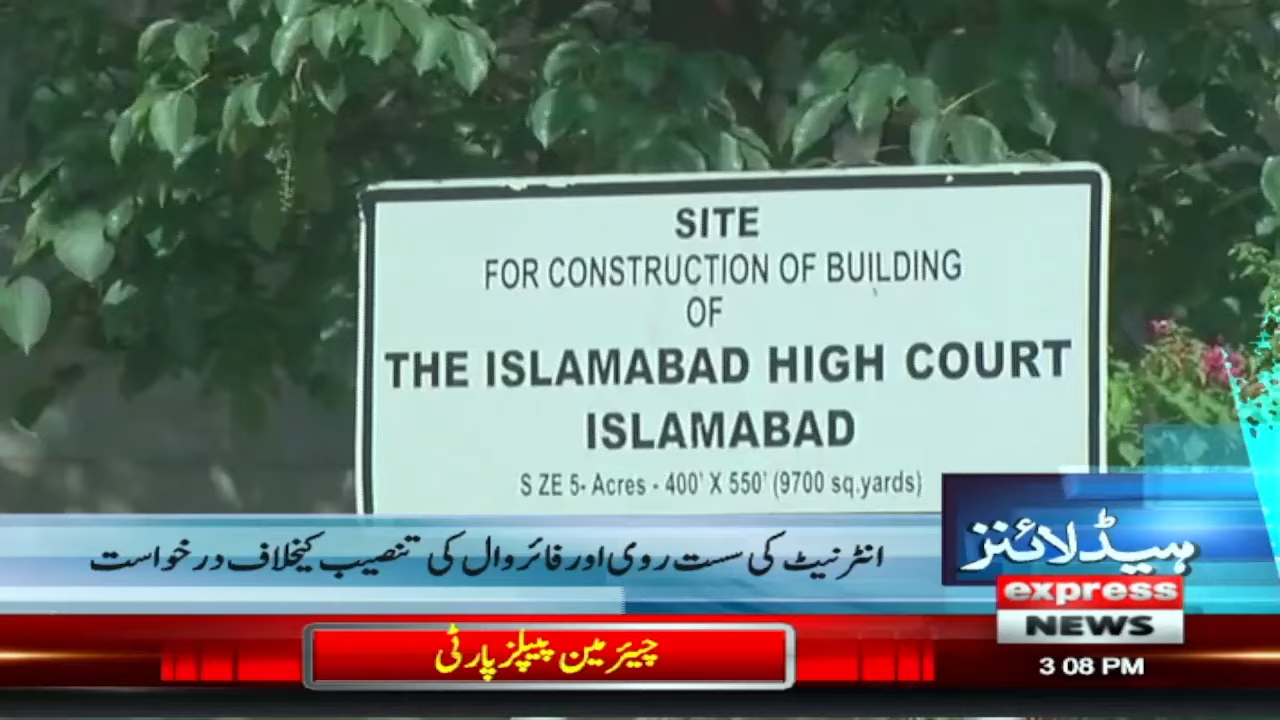 SITE
FOR CONSTRUCTION OF BUILDING
OF
THE ISLAMABAD HIGH COURT
ISLAMABAD
S ZE 5- Acres - 400' X 550' (9700 sq.yards)
ہیڈلائنز
انٹرنیٹ کی سست روی اور فائر وال کی تنصیب کیخلاف درخواست
express
NEWS
چیئرمین پیپلز پارٹی
3 08 PM